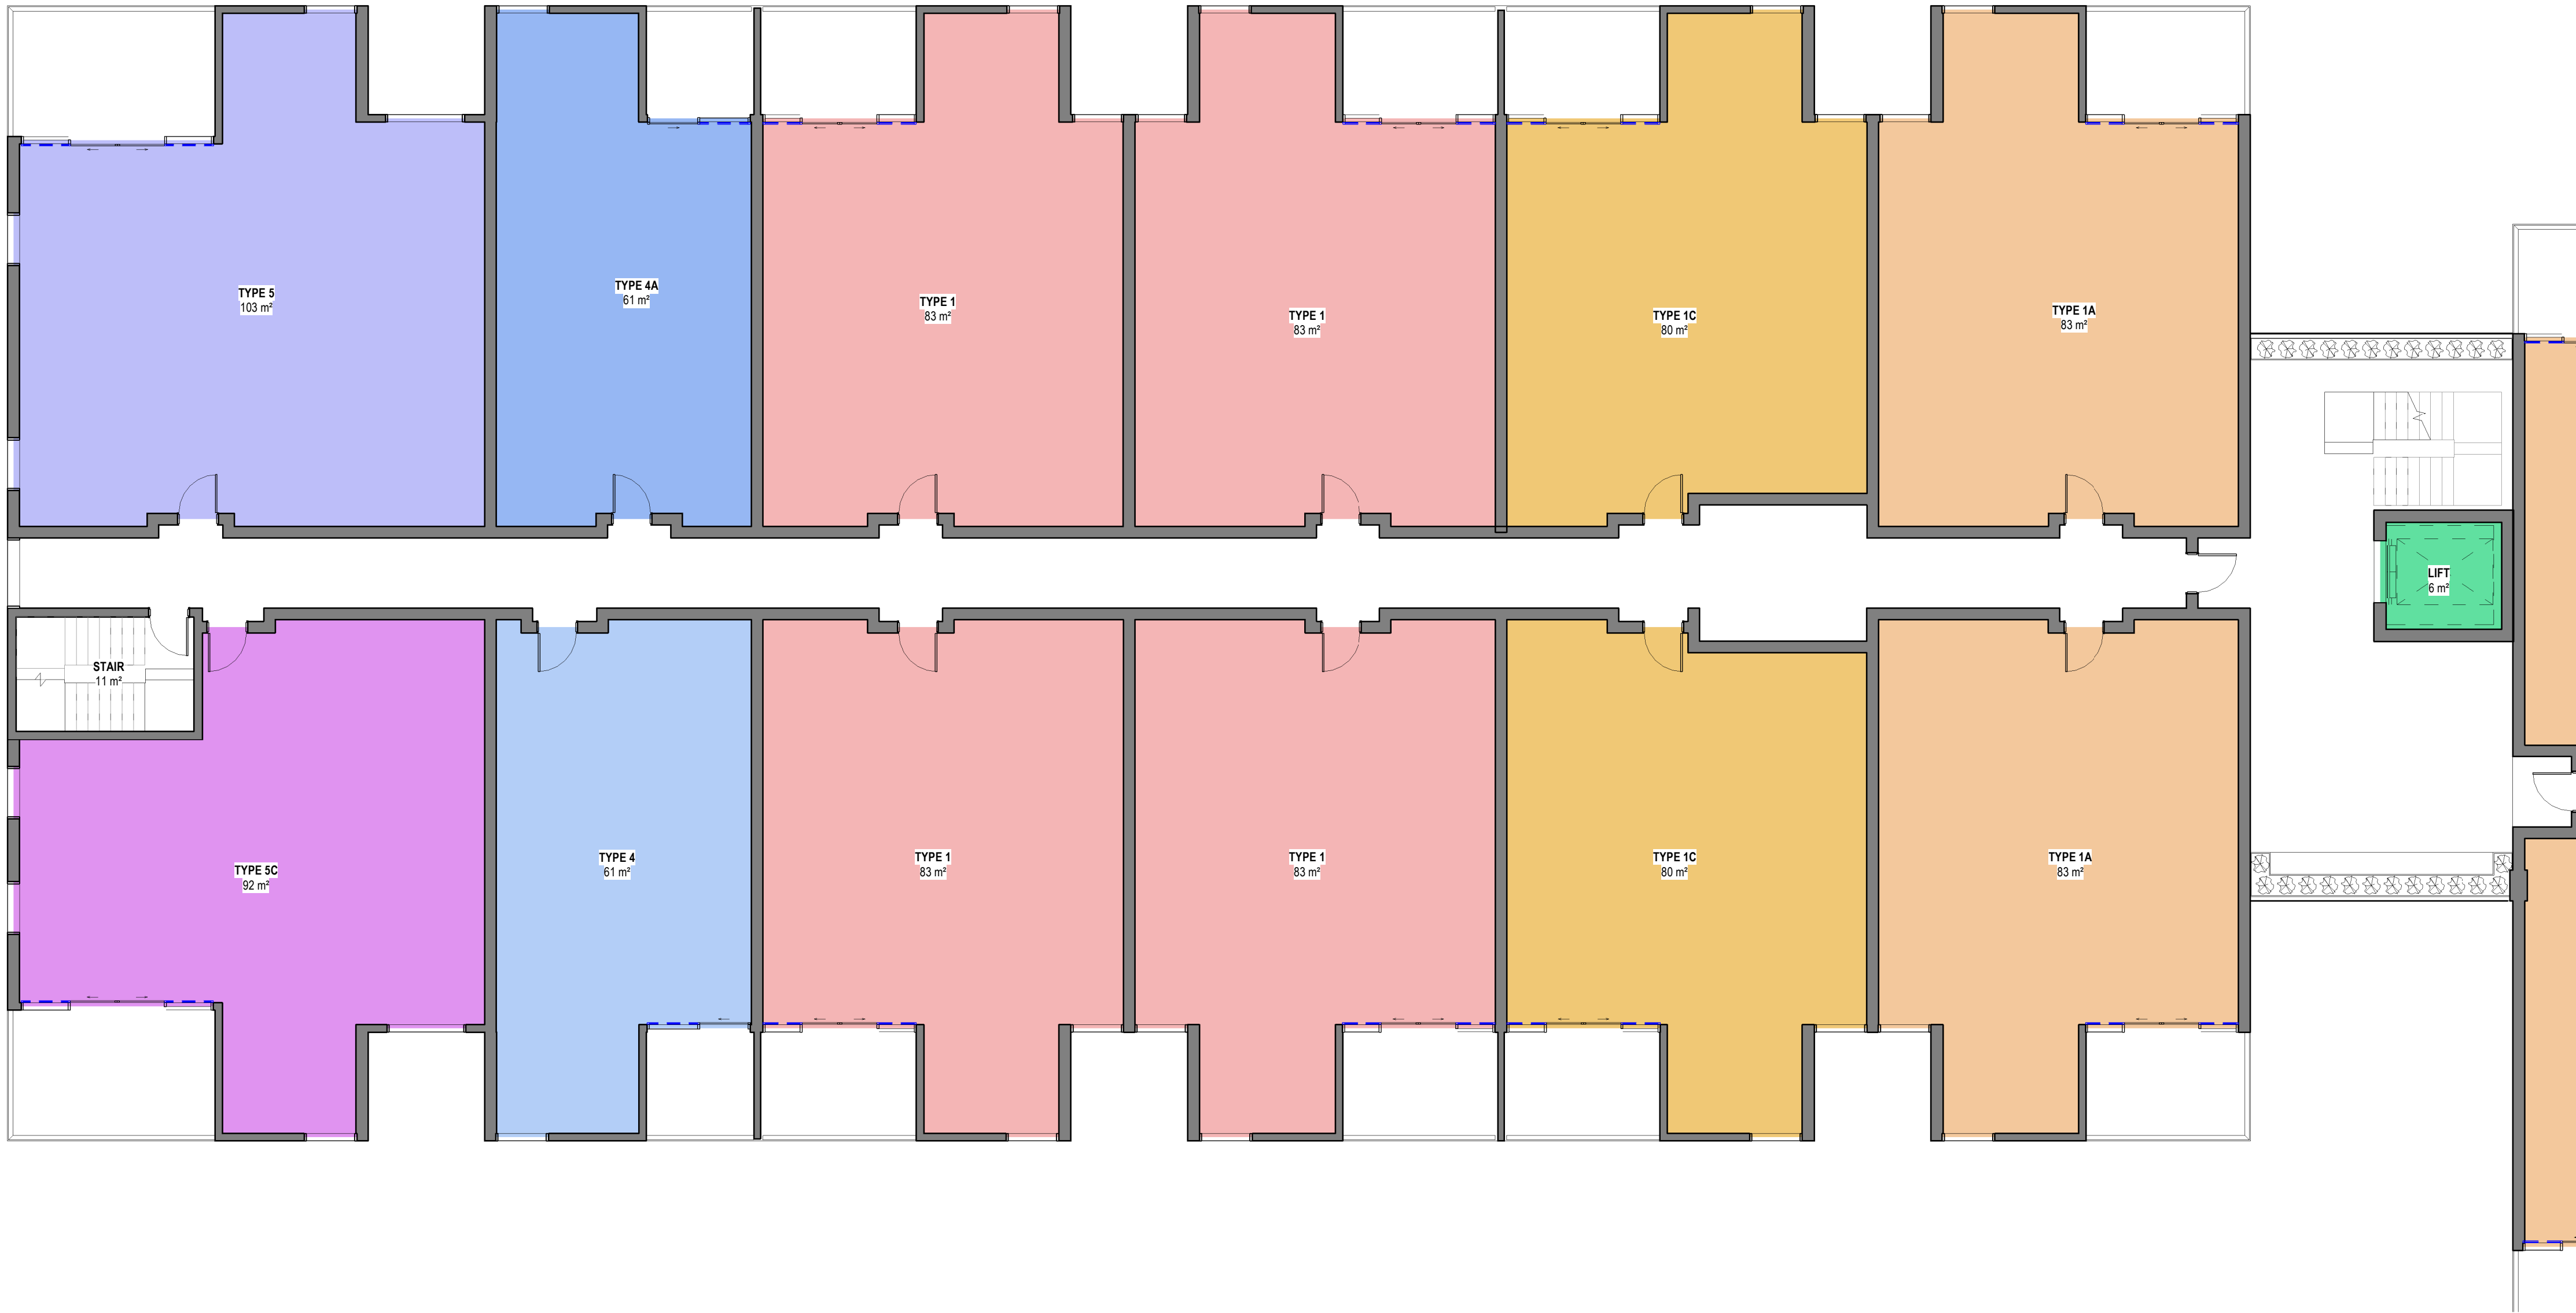 TYPE 5
103 m²
TYPE 4A
61 m²
TYPE 1
83 m²
TYPE 1
83 m²
TYPE 1C
80 m²
TYPE 1A
83 m²
LIFT
6 m²
STAIR
11 m²
TYPE 5C
92 m²
TYPE 4
61 m²
TYPE 1
83 m²
TYPE 1
83 m²
TYPE 1C
80 m²
TYPE 1A
83 m²